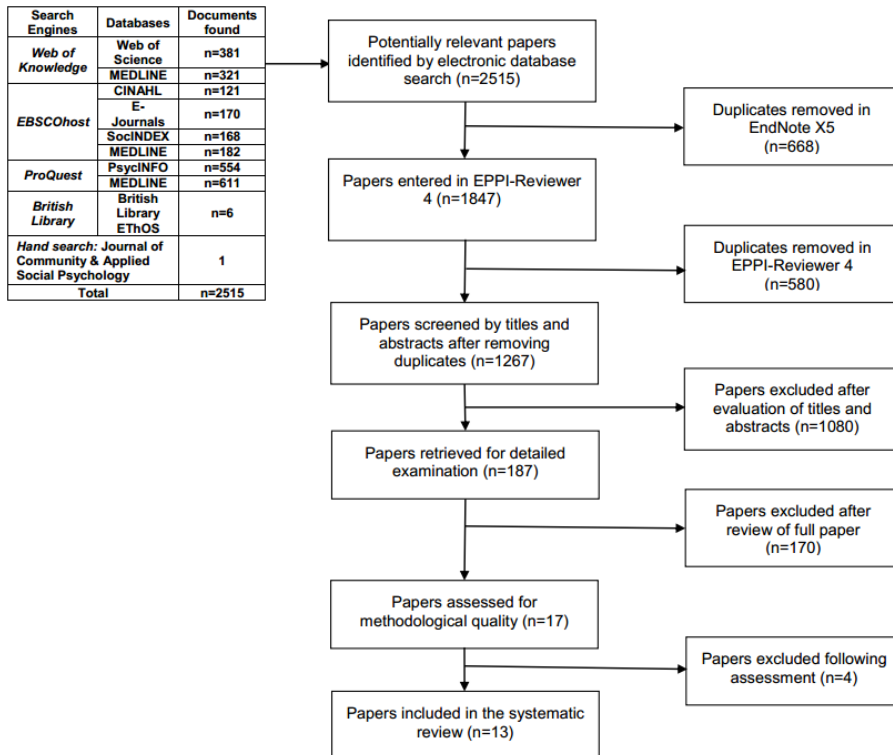 Search Engines
Databases
Documents found
Web of Knowledge
Web of Science
n=381
MEDLINE
n=321
EBSCOhost
CINAHL
n=121
E-Journals
n=170
SocINDEX
n=168
MEDLINE
n=182
ProQuest
PsycINFO
n=554
MEDLINE
n=611
British Library
British Library EThOS
n=6
Hand search: Journal of
Community & Applied
Social Psychology
1
Total
n=2515
Potentially relevant papers
identified by electronic database
search (n=2515)
Duplicates removed in
EndNote X5
(n=668)
Papers entered in EPPI-Reviewer
4 (n=1847)
Duplicates removed in
EPPI-Reviewer 4
(n=580)
Papers screened by titles and
abstracts after removing
duplicates (n=1267)
Papers excluded after
evaluation of titles and
abstracts (n=1080)
Papers retrieved for detailed
examination (n=187)
Papers excluded after
review of full paper
(n=170)
Papers assessed for
methodological quality (n=17)
Papers excluded following
assessment (n=4)
Papers included in the systematic
review (n=13)